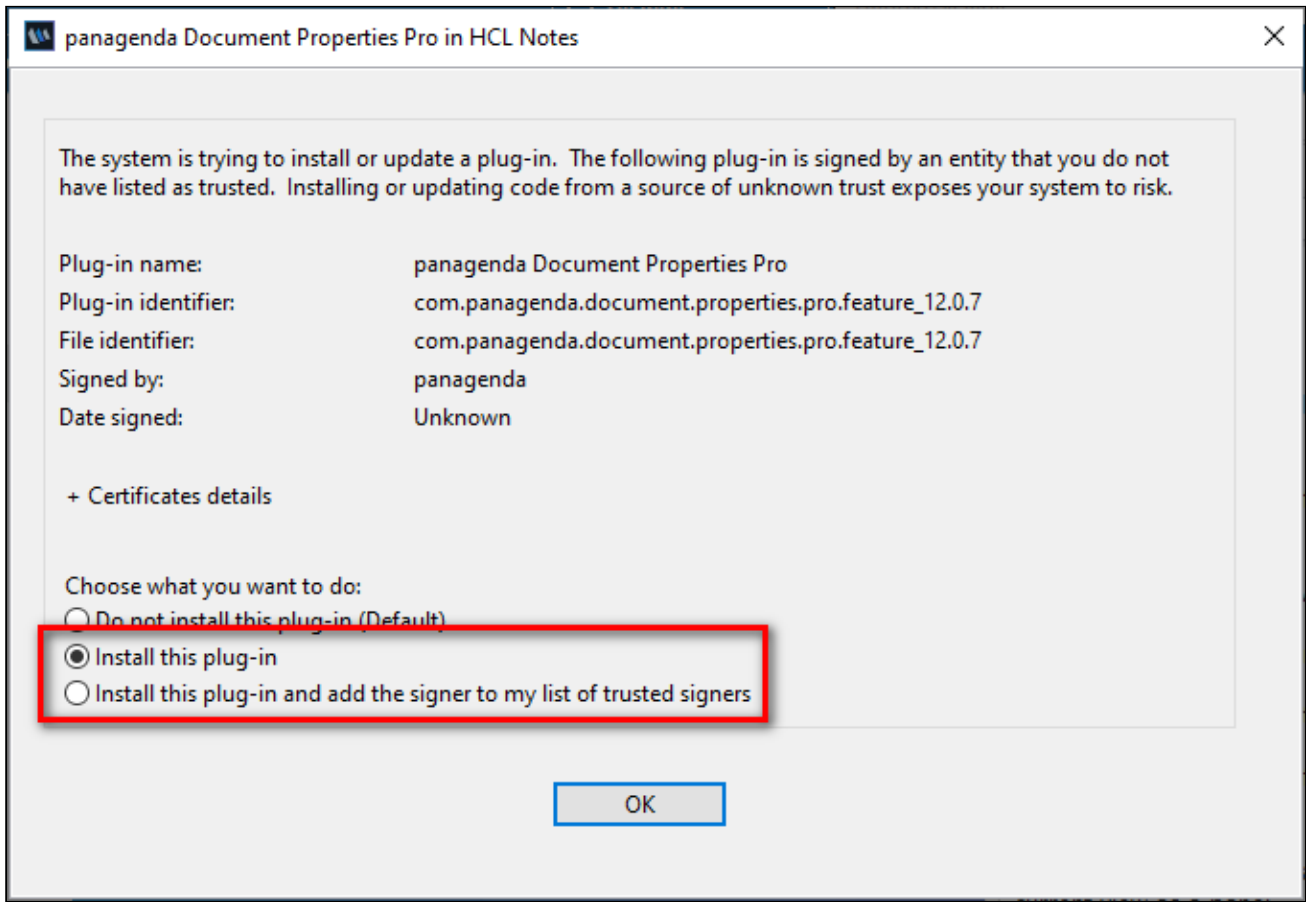 panagenda Document Properties Pro in HCL Notes
The system is trying to install or update a plug-in.  The following plug-in is signed by an entity that you do not
have listed as trusted.  Installing or updating code from a source of unknown trust exposes your system to risk.
Plug-in name: panagenda Document Properties Pro
Plug-in identifier: com.panagenda.document.properties.pro.feature_12.0.7
File identifier: com.panagenda.document.properties.pro.feature_12.0.7
Signed by: panagenda
Date signed: Unknown
+ Certificates details
Choose what you want to do:
Do not install this plug-in (Default)
Install this plug-in
Install this plug-in and add the signer to my list of trusted signers
OK